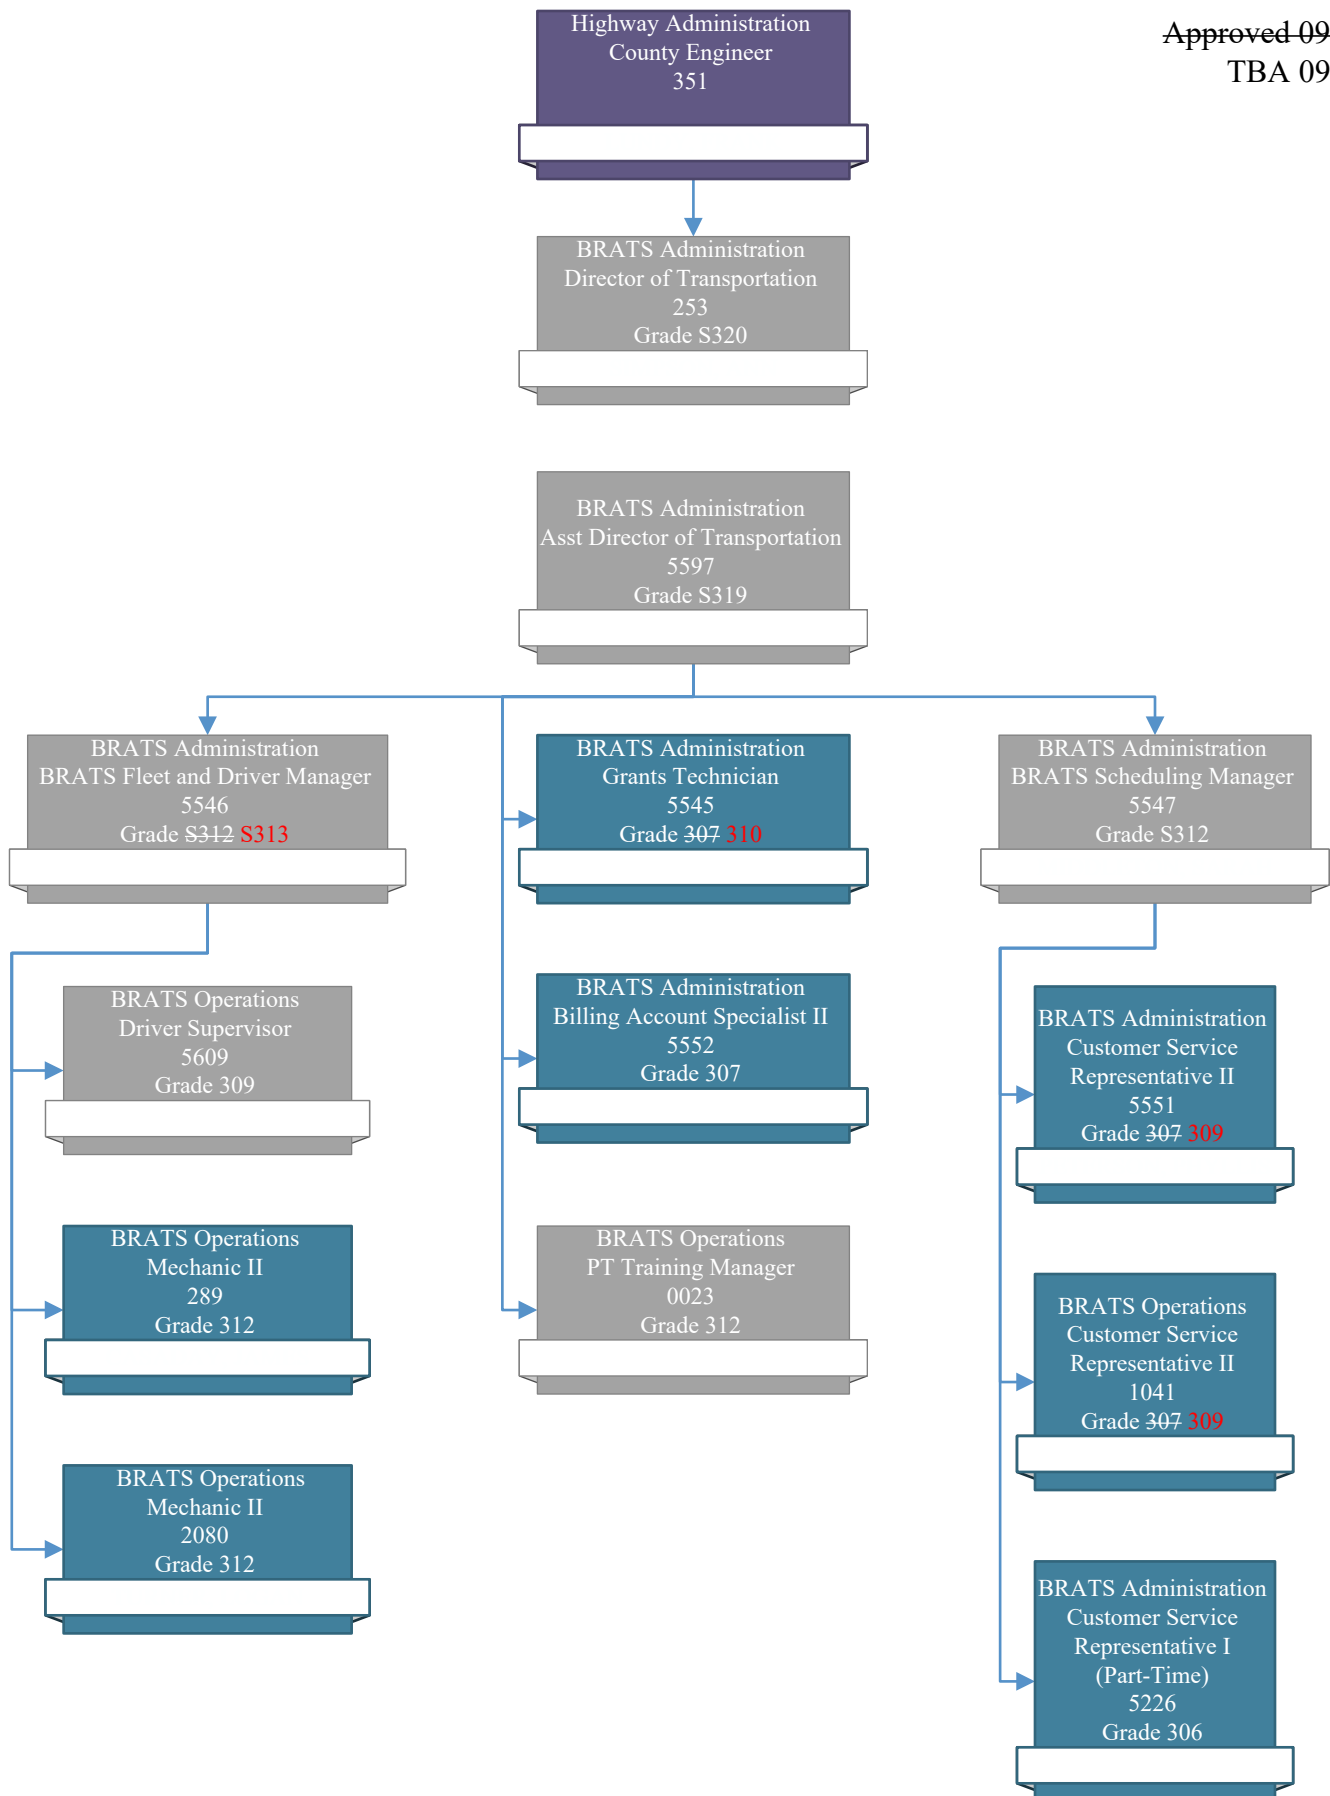 Highway Administration
County Engineer
351
Approved 09
TBA 09
BRATS Administration
Director of Transportation
253
Grade S320
BRATS Administration
Asst Director of Transportation
5597
Grade S319
BRATS Administration
BRATS Fleet and Driver Manager
5546
Grade S312 S313
BRATS Administration
Grants Technician
5545
Grade 307 310
BRATS Administration
BRATS Scheduling Manager
5547
Grade S312
BRATS Operations
Driver Supervisor
5609
Grade 309
BRATS Administration
Billing Account Specialist II
5552
Grade 307
BRATS Administration
Customer Service
Representative II
5551
Grade 307 309
BRATS Operations
Mechanic II
289
Grade 312
BRATS Operations
PT Training Manager
0023
Grade 312
BRATS Operations
Customer Service
Representative II
1041
Grade 307 309
BRATS Operations
Mechanic II
2080
Grade 312
BRATS Administration
Customer Service
Representative I
(Part-Time)
5226
Grade 306